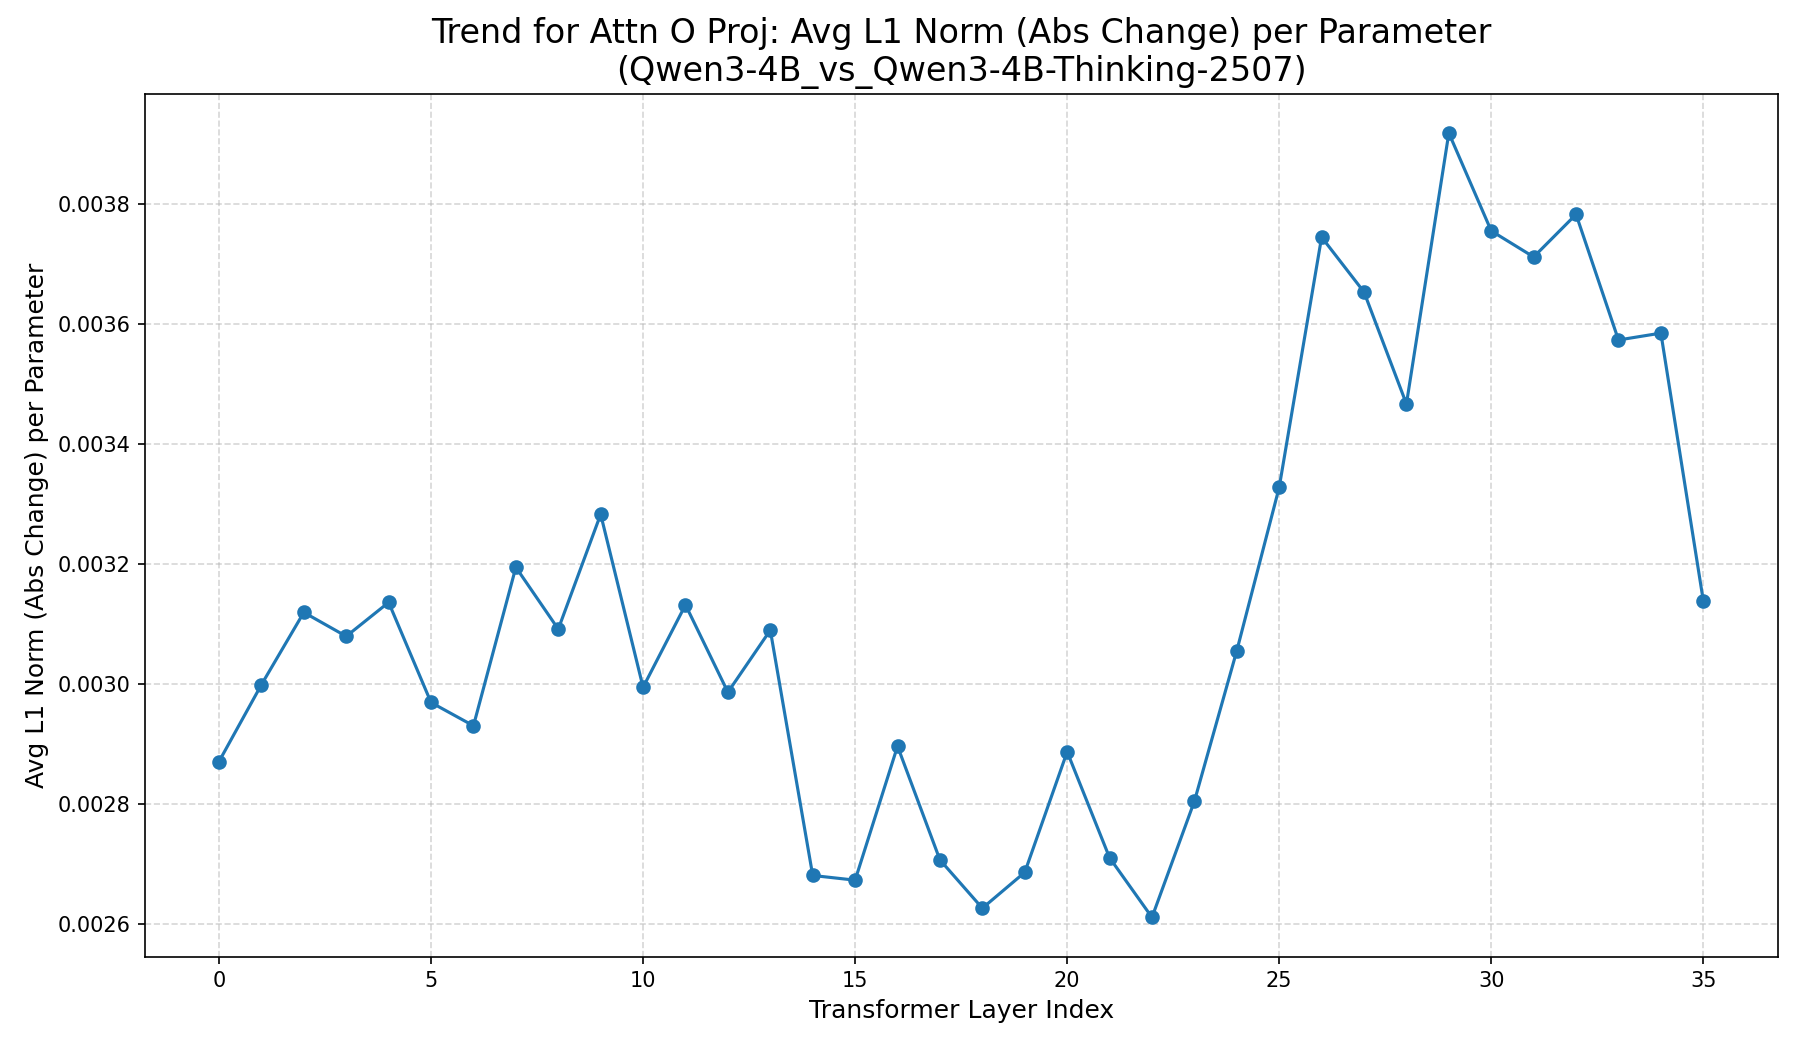 Trend for Attn O Proj: Avg L1 Norm (Abs Change) per Parameter
(Qwen3-4B_vs_Qwen3-4B-Thinking-2507)
Avg L1 Norm (Abs Change) per Parameter
0.0038
0.0036
0.0034
0.0032
0.0030
0.0028
0.0026
0 5 10 15 20 25 30 35
Transformer Layer Index